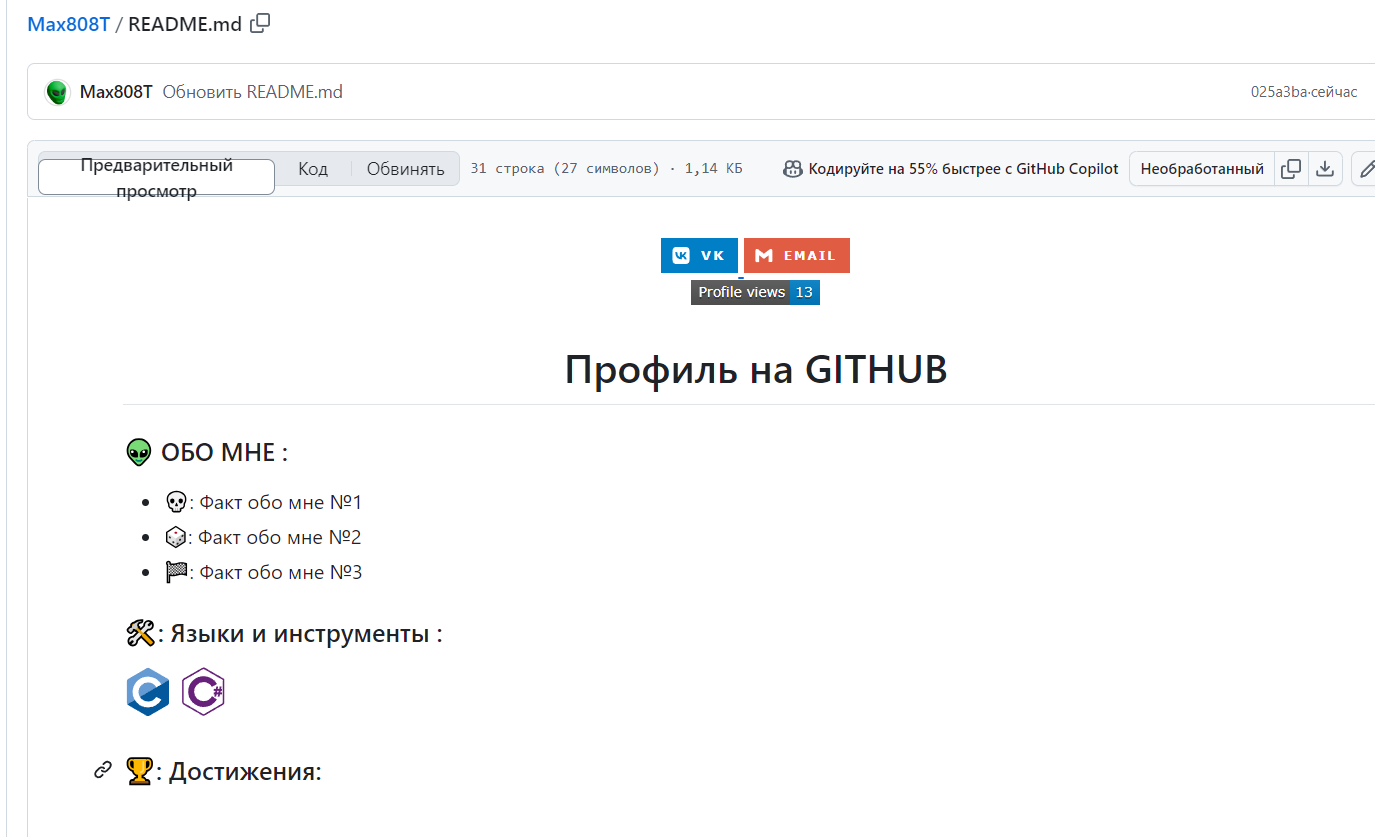 Max808T / README.md
Max808T Обновить README.md 025a3ba·сейчас
Предварительный просмотр Код Обвинять 31 строка (27 символов) · 1,14 КБ Кодируйте на 55% быстрее с GitHub Copilot Необработанный
VK EMAIL
Profile views 13
Профиль на GITHUB
ОБО МНЕ :
: Факт обо мне №1
: Факт обо мне №2
: Факт обо мне №3
: Языки и инструменты :
C C#
: Достижения: